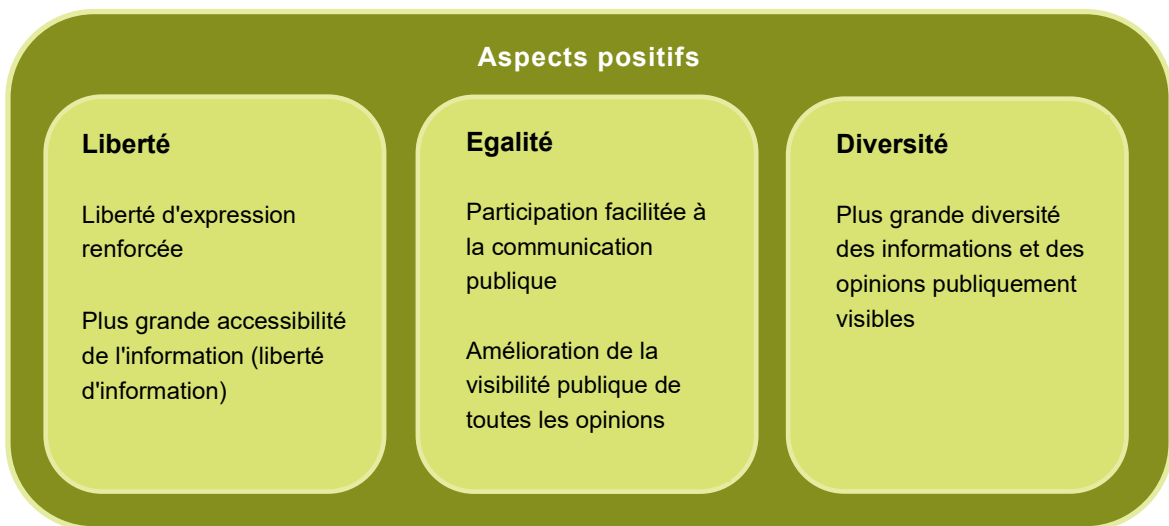 Aspects positifs
Liberté
Liberté d'expression
renforcée
Plus grande accessibilité
de l'information (liberté
d'information)
Egalité
Participation facilitée à
la communication
publique
Amélioration de la
visibilité publique de
toutes les opinions
Diversité
Plus grande diversité
des informations et des
opinions publiquement
visibles